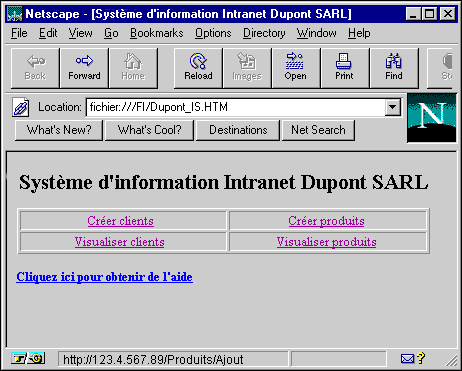 Netscape - [Système d'information Intranet Dupont SARL]
File Edit View Go Bookmarks Options Directory Window Help
Back Forward Home Reload Images Open Print Find Sto
Location: fichier:///FI/Dupont_IS.HTM
What's New? What's Cool? Destinations Net Search
N
Système d'information Intranet Dupont SARL
Créer clients Créer produits
Visualiser clients Visualiser produits
Cliquez ici pour obtenir de l'aide
http://123.4.567.89/Produits/Ajout
?